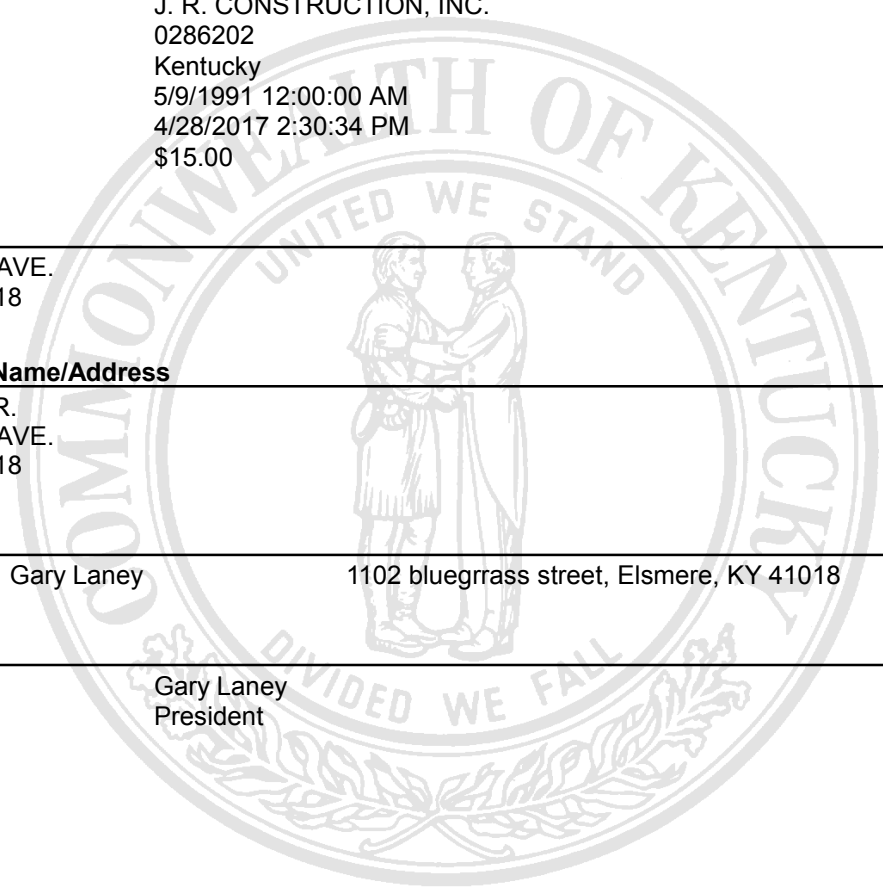 J. R. CONSTRUCTION, INC.
0286202
Kentucky
5/9/1991 12:00:00 AM
4/28/2017 2:30:34 PM
$15.00
COMMONWEALTH OF KENTUCKY
UNITED WE STAND
AVE.
18
Name/Address
R.
AVE.
18
Gary Laney 1102 bluegrrass street, Elsmere, KY 41018
DIVIDED WE FALL
Gary Laney
President